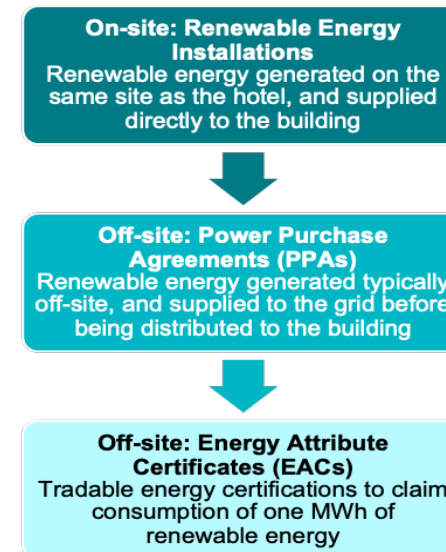 On-site: Renewable Energy
Installations
Renewable energy generated on the
same site as the hotel, and supplied
directly to the building
Off-site: Power Purchase
Agreements (PPAs)
Renewable energy generated typically
off-site, and supplied to the grid before
being distributed to the building
Off-site: Energy Attribute
Certificates (EACs)
Tradable energy certifications to claim
consumption of one MWh of
renewable energy